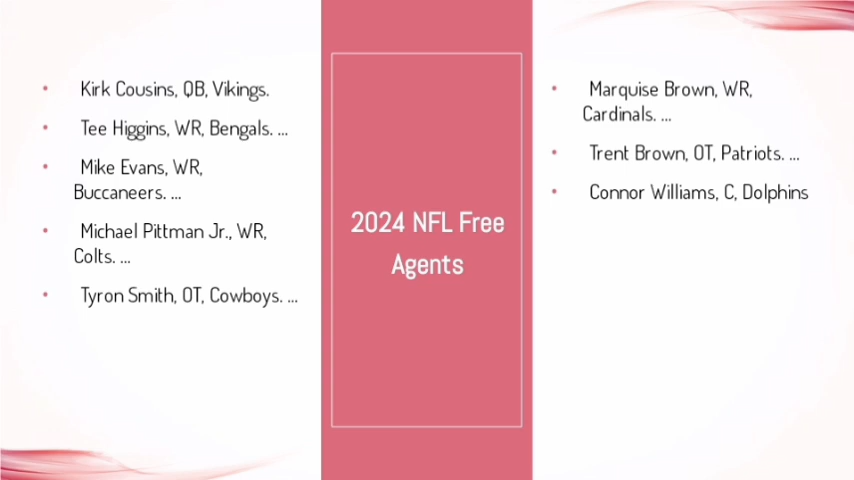 • Kirk Cousins, QB, Vikings.
• Tee Higgins, WR, Bengals. ...
• Mike Evans, WR,
Buccaneers. ...
• Michael Pittman Jr., WR,
Colts. ...
• Tyron Smith, OT, Cowboys. ...
2024 NFL Free
Agents
• Marquise Brown, WR,
Cardinals. ...
• Trent Brown, OT, Patriots. ...
• Connor Williams, C, Dolphins